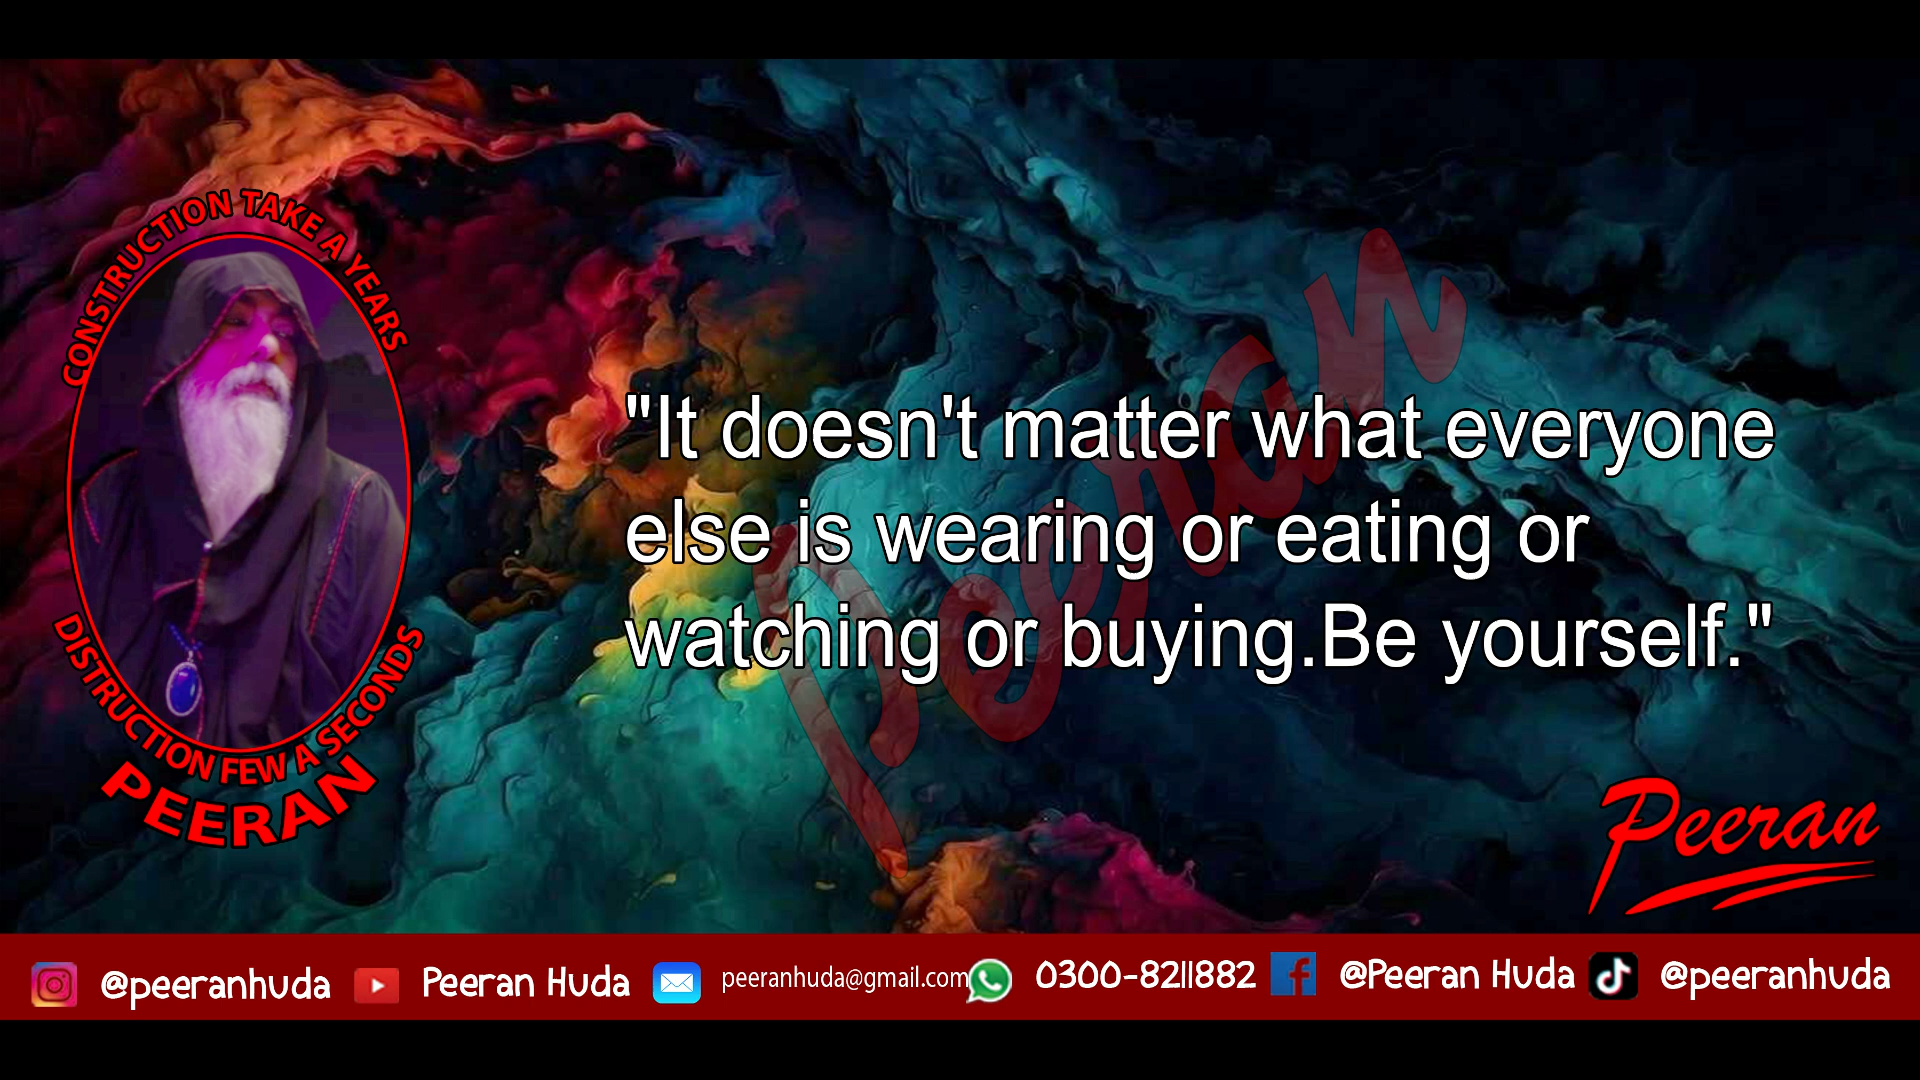 CONSTRUCTION TAKE A YEARS
DISTRUCTION FEW A SECONDS
PEERAN
"It doesn't matter what everyone
else is wearing or eating or
watching or buying.Be yourself."
Peeran
Peeran
@peeranhuda Peeran Huda peeranhuda@gmail.com 0300-8211882 @Peeran Huda @peeranhuda